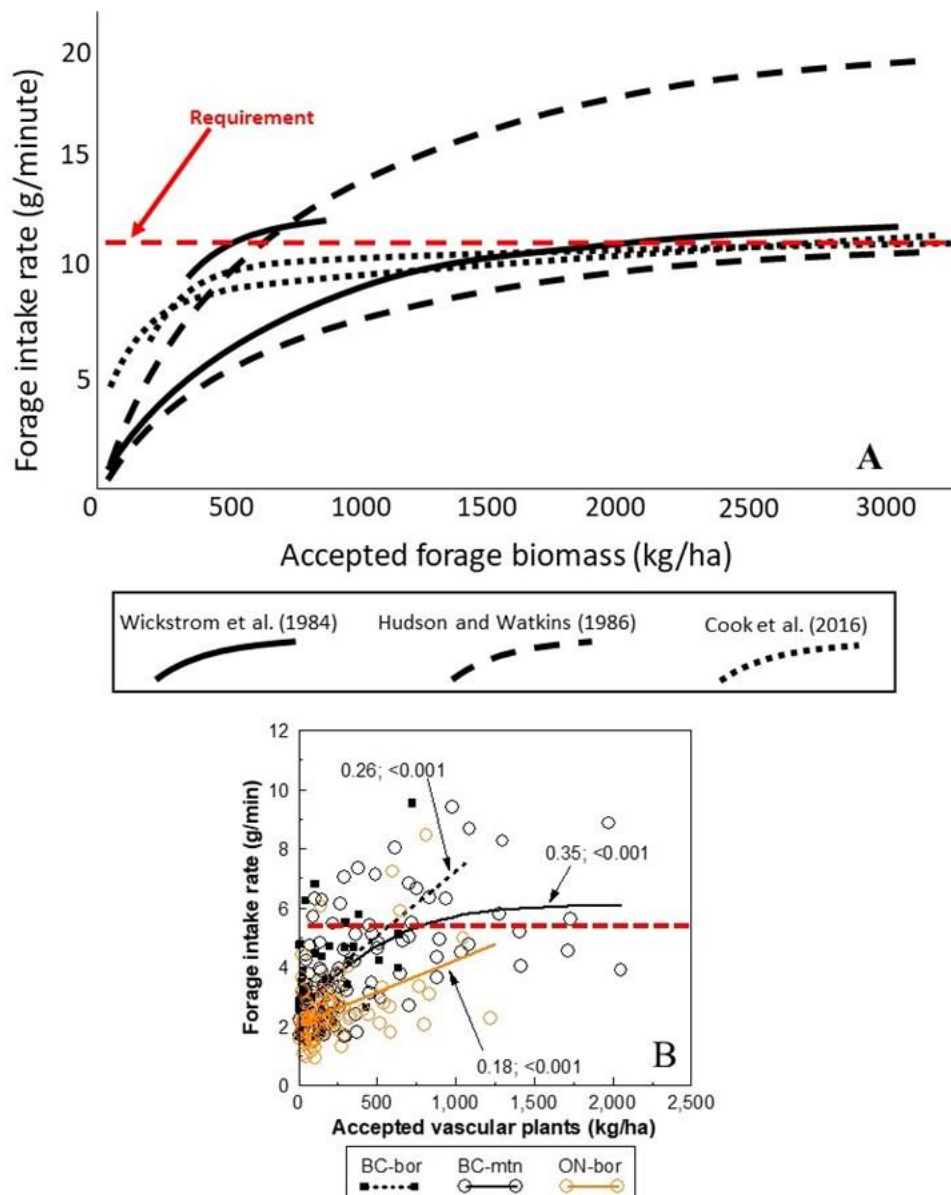 Forage intake rate (g/minute)
20
15
10
5
Requirement
A
0 500 1000 1500 2000 2500 3000
Accepted forage biomass (kg/ha)
Wickstrom et al. (1984) Hudson and Watkins (1986) Cook et al. (2016)
Forage intake rate (g/min)
12
10
8
6
4
2
0
0.26; <0.001
0.35; <0.001
0.18; <0.001
B
0 500 1,000 1,500 2,000 2,500
Accepted vascular plants (kg/ha)
BC-bor BC-mtn ON-bor